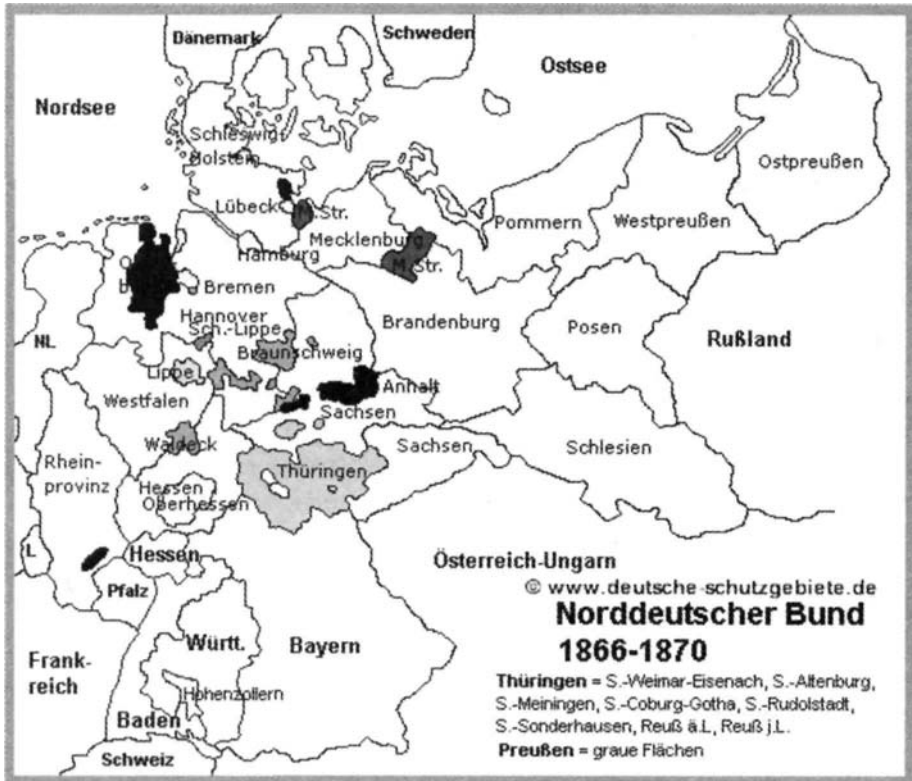 Dänemark
Schweden
Ostsee
Nordsee
Schleswig
Holstein
Ostpreußen
Lübeck
M.Str.
Pommern
Westpreußen
Mecklenburg
Hamburg
M.Str.
Bremen
Hannover
Sch.-Lippe
Brandenburg
Posen
Rußland
NL
Braunschweig
Lippe
Anhalt
Westfalen
Sachsen
Waldeck
Sachsen
Schlesien
Rhein-
provinz
Thüringen
Hessen
Oberhessen
L
Hessen
Österreich-Ungarn
Pfalz
© www.deutsche-schutzgebiete.de
Norddeutscher Bund
1866-1870
Württ.
Bayern
Frank-
reich
Hohenzollern
Baden
Schweiz
Thüringen = S.-Weimar-Eisenach, S.-Altenburg,
S.-Meiningen, S.-Coburg-Gotha, S.-Rudolstadt,
S.-Sonderhausen, Reuß ä.L, Reuß j.L.
Preußen = graue Flächen